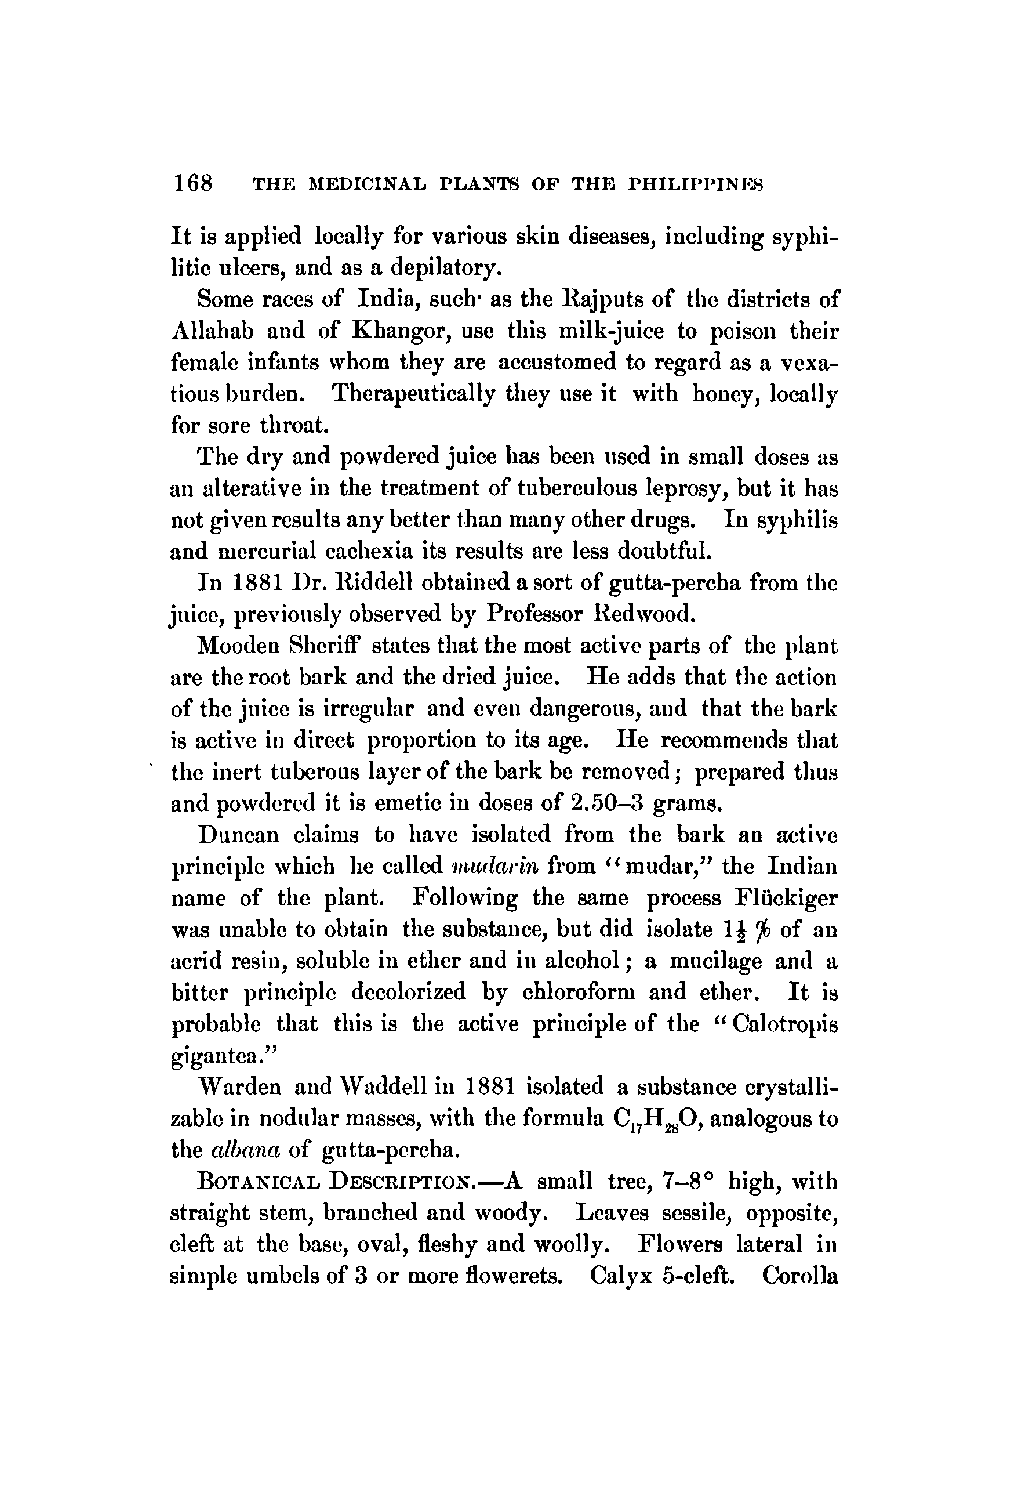 168 THE MEDICINAL PLANTS OF THE PHILIPPINES
It is applied locally for various skin diseases, including syphi-
litic ulcers, and as a depilatory.
Some races of India, such as the Rajputs of the districts of
Allahab and of Khangor, use this milk-juice to poison their
female infants whom they are accustomed to regard as a vexa-
tious burden. Therapeutically they use it with honey, locally
for sore throat.
The dry and powdered juice has been used in small doses as
an alterative in the treatment of tuberculous leprosy, but it has
not given results any better than many other drugs. In syphilis
and mercurial cachexia its results are less doubtful.
In 1881 Dr. Riddell obtained a sort of gutta-percha from the
juice, previously observed by Professor Redwood.
Mooden Sheriff states that the most active parts of the plant
are the root bark and the dried juice. He adds that the action
of the juice is irregular and even dangerous, and that the bark
is active in direct proportion to its age. He recommends that
the inert tuberous layer of the bark be removed; prepared thus
and powdered it is emetic in doses of 2.50–3 grams.
Duncan claims to have isolated from the bark an active
principle which he called mudarin from “mudar,” the Indian
name of the plant. Following the same process Flückiger
was unable to obtain the substance, but did isolate 1½ % of an
acrid resin, soluble in ether and in alcohol; a mucilage and a
bitter principle decolorized by chloroform and ether. It is
probable that this is the active principle of the “Calotropis
gigantea.”
Warden and Waddell in 1881 isolated a substance crystalli-
zable in nodular masses, with the formula C₁₇H₂₈O, analogous to
the albana of gutta-percha.
BOTANICAL DESCRIPTION.—A small tree, 7–8° high, with
straight stem, branched and woody. Leaves sessile, opposite,
cleft at the base, oval, fleshy and woolly. Flowers lateral in
simple umbels of 3 or more flowerets. Calyx 5-cleft. Corolla